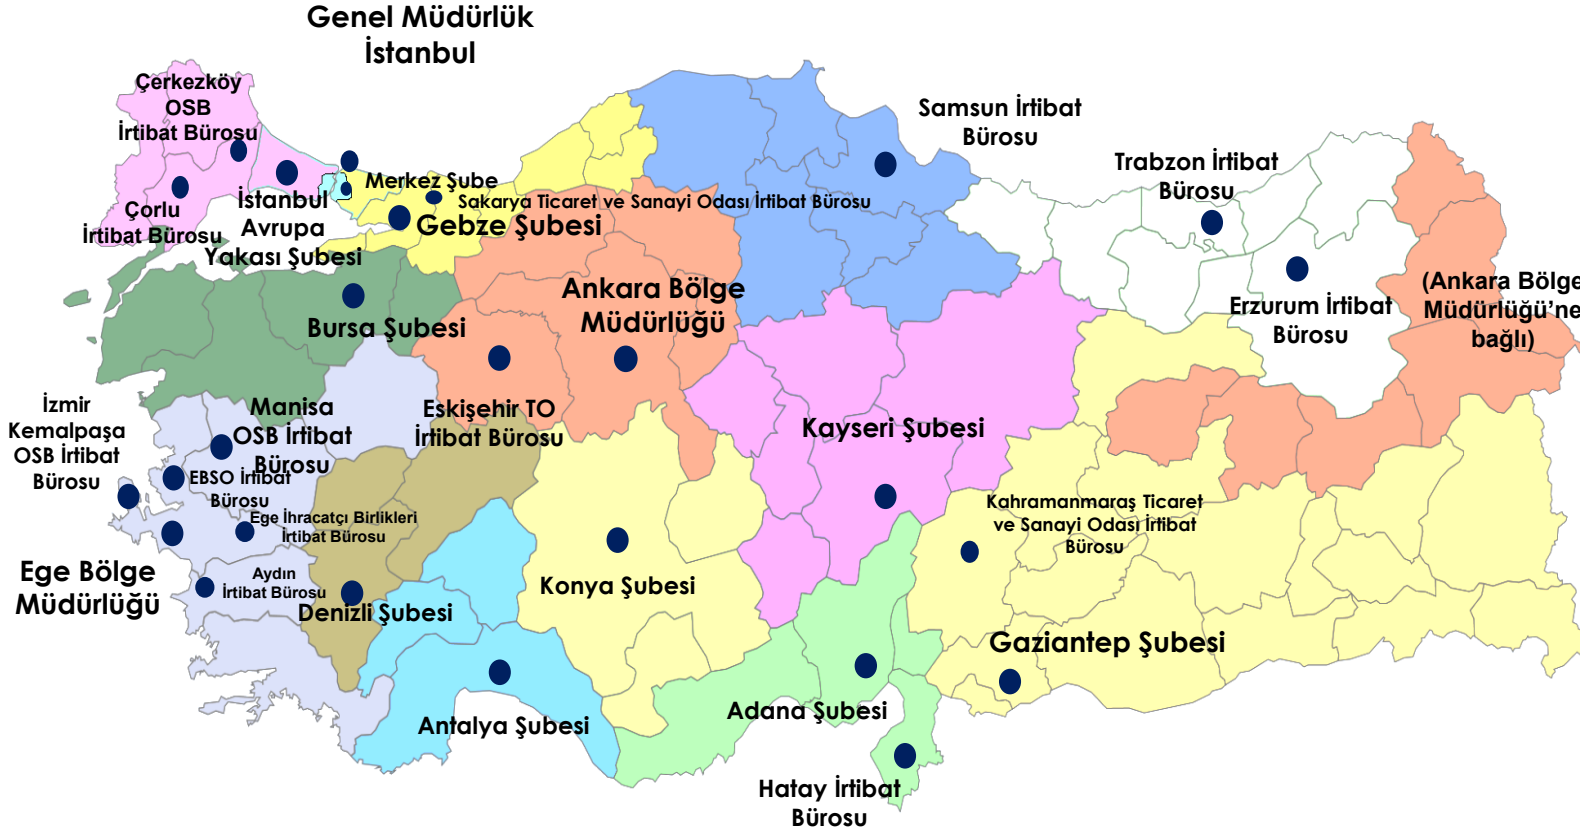 Genel Müdürlük
İstanbul
Çerkezköy
OSB
İrtibat Bürosu
Samsun İrtibat
Bürosu
Trabzon İrtibat
Bürosu
Merkez Şube
Sakarya Ticaret ve Sanayi Odası İrtibat Bürosu
Çorlu
İrtibat Bürosu
İstanbul
Avrupa
Yakası Şubesi
Gebze Şubesi
Ankara Bölge
Müdürlüğü
(Ankara Bölge
Müdürlüğü'ne
bağlı)
Erzurum İrtibat
Bürosu
Bursa Şubesi
İzmir
Kemalpaşa
OSB İrtibat
Bürosu
Manisa
OSB İrtibat
Bürosu
Eskişehir TO
İrtibat Bürosu
Kayseri Şubesi
EBSO İrtibat
Bürosu
Ege İhracatçı Birlikleri
İrtibat Bürosu
Kahramanmaraş Ticaret
ve Sanayi Odası İrtibat
Bürosu
Ege Bölge
Müdürlüğü
Aydın
İrtibat Bürosu
Denizli Şubesi
Konya Şubesi
Gaziantep Şubesi
Antalya Şubesi
Adana Şubesi
Hatay İrtibat
Bürosu